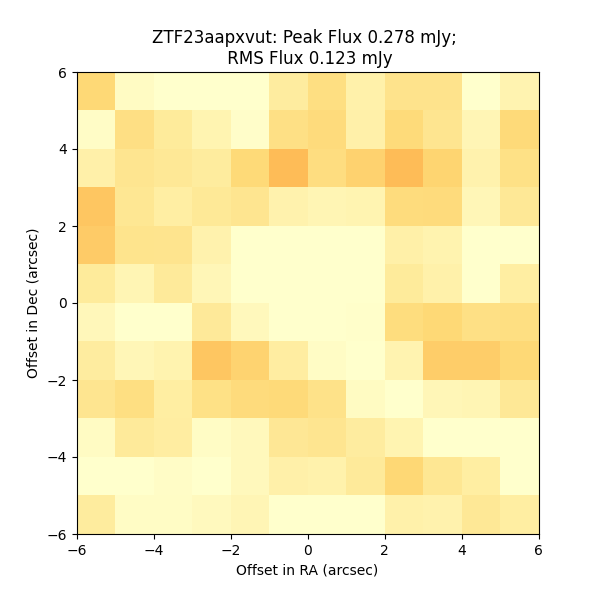 ZTF23aapxvut: Peak Flux 0.278 mJy;
RMS Flux 0.123 mJy
6
4
2
0
−2
−4
−6
Offset in Dec (arcsec)
−6 −4 −2 0 2 4 6
Offset in RA (arcsec)